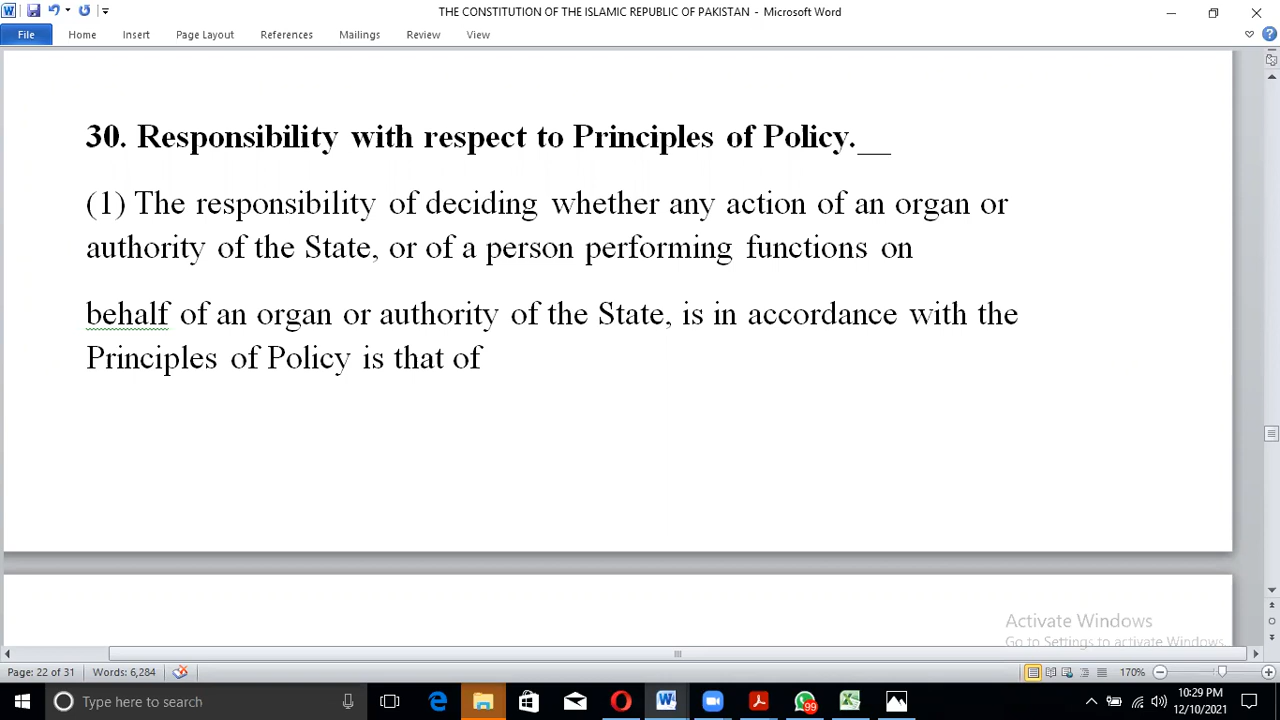 THE CONSTITUTION OF THE ISLAMIC REPUBLIC OF PAKISTAN - Microsoft Word
File Home Insert Page Layout References Mailings Review View
30. Responsibility with respect to Principles of Policy.__
(1) The responsibility of deciding whether any action of an organ or
authority of the State, or of a person performing functions on
behalf of an organ or authority of the State, is in accordance with the
Principles of Policy is that of
Activate Windows
Go to Settings to activate Windows.
Page: 22 of 31 Words: 6,284 170%
Type here to search 99 10:29 PM
12/10/2021